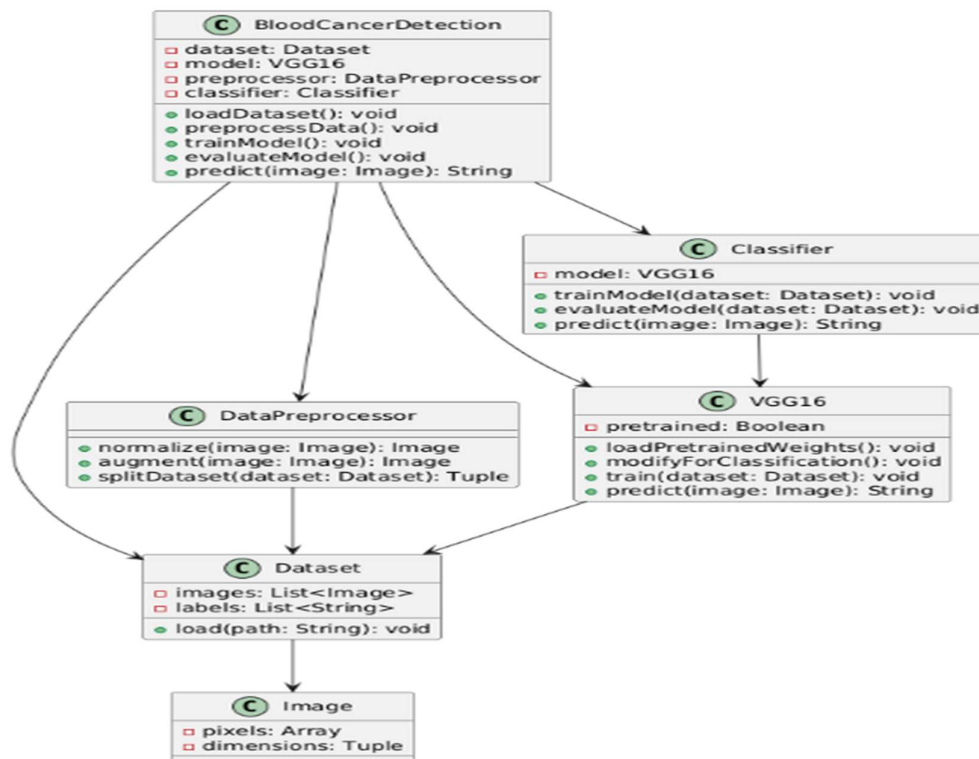 C BloodCancerDetection
dataset: Dataset
model: VGG16
preprocessor: DataPreprocessor
classifier: Classifier
loadDataset(): void
preprocessData(): void
trainModel(): void
evaluateModel(): void
predict(image: Image): String
C Classifier
model: VGG16
trainModel(dataset: Dataset): void
evaluateModel(dataset: Dataset): void
predict(image: Image): String
C DataPreprocessor
normalize(image: Image): Image
augment(image: Image): Image
splitDataset(dataset: Dataset): Tuple
C VGG16
pretrained: Boolean
loadPretrainedWeights(): void
modifyForClassification(): void
train(dataset: Dataset): void
predict(image: Image): String
C Dataset
images: List<Image>
labels: List<String>
load(path: String): void
C Image
pixels: Array
dimensions: Tuple